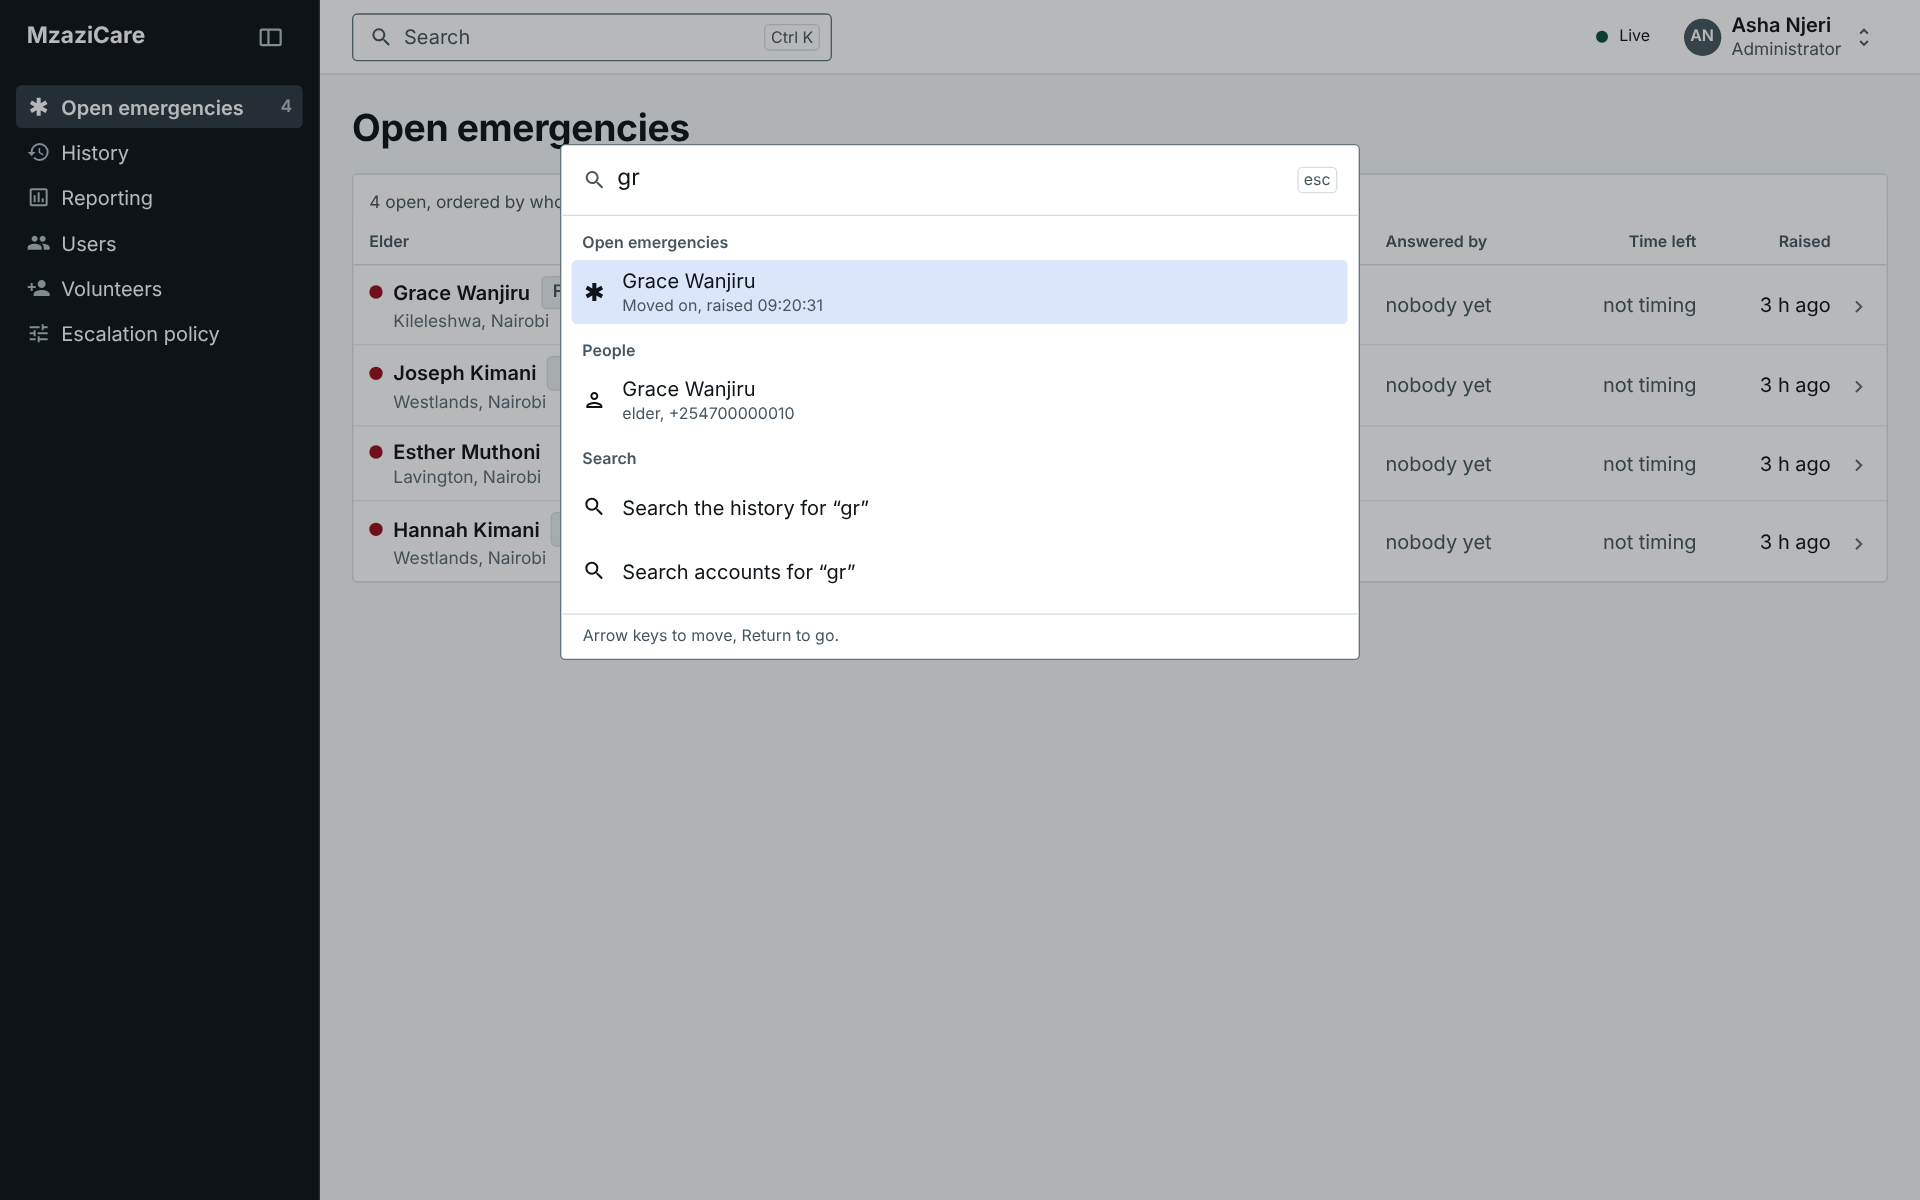 MzaziCare
Search
Ctrl K
Live
AN
Asha Njeri
Administrator
Open emergencies
4
History
Reporting
Users
Volunteers
Escalation policy
Open emergencies
4 open, ordered by
Elder
Answered by
Time left
Raised
Grace Wanjiru
Kileleshwa, Nairobi
nobody yet
not timing
3 h ago
Joseph Kimani
Westlands, Nairobi
nobody yet
not timing
3 h ago
Esther Muthoni
Lavington, Nairobi
nobody yet
not timing
3 h ago
Hannah Kimani
Westlands, Nairobi
nobody yet
not timing
3 h ago
gr
esc
Open emergencies
Grace Wanjiru
Moved on, raised 09:20:31
People
Grace Wanjiru
elder, +254700000010
Search
Search the history for “gr”
Search accounts for “gr”
Arrow keys to move, Return to go.